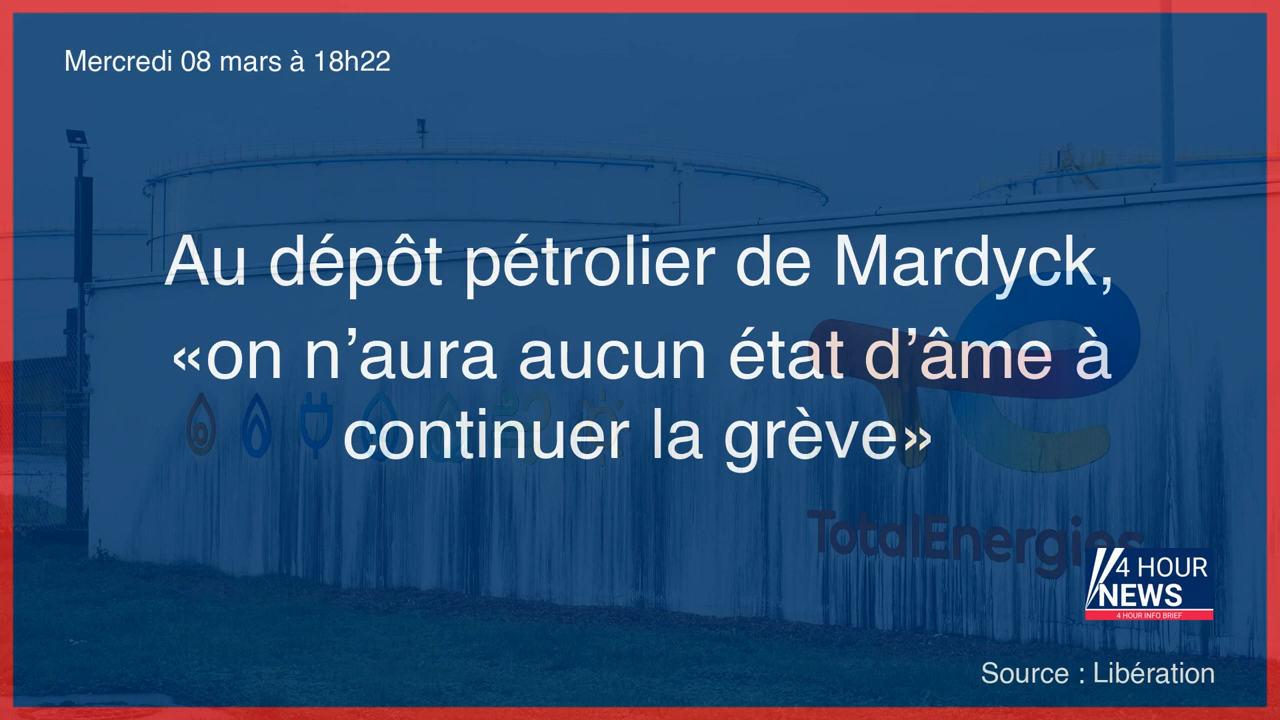 Mercredi 08 mars à 18h22
Au dépôt pétrolier de Mardyck,
«on n’aura aucun état d’âme à
continuer la grève»
TotalEnergies
4 HOUR
NEWS
4 HOUR INFO BRIEF
Source : Libération